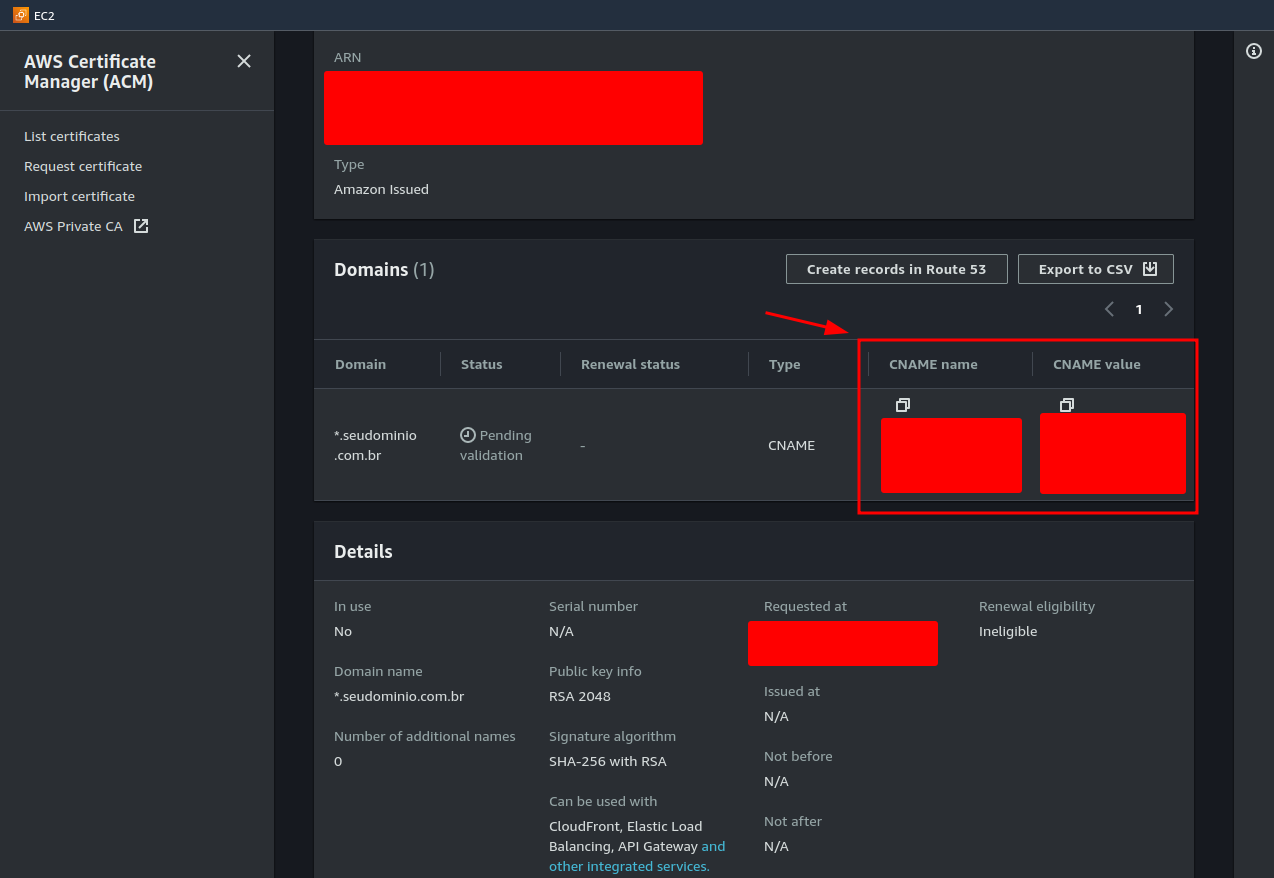 EC2
AWS Certificate
Manager (ACM)
List certificates
Request certificate
Import certificate
AWS Private CA
ARN
Type
Amazon Issued
Domains (1)
Create records in Route 53
Export to CSV
1
Domain
Status
Renewal status
Type
CNAME name
CNAME value
*.seudominio
.com.br
Pending
validation
-
CNAME
Details
In use
No
Domain name
*.seudominio.com.br
Number of additional names
0
Serial number
N/A
Public key info
RSA 2048
Signature algorithm
SHA-256 with RSA
Can be used with
CloudFront, Elastic Load
Balancing, API Gateway and
other integrated services.
Requested at
Issued at
N/A
Not before
N/A
Not after
N/A
Renewal eligibility
Ineligible